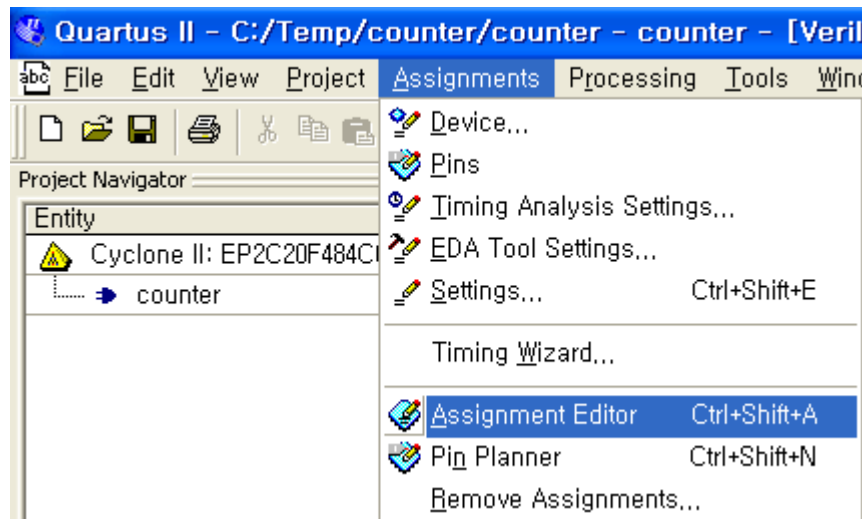 Quartus II - C:/Temp/counter/counter - counter - [Veril
abc File Edit View Project Assignments Processing Tools Wind
Device...
Pins
Project Navigator
Timing Analysis Settings...
Entity
EDA Tool Settings...
Cyclone II: EP2C20F484C
Settings... Ctrl+Shift+E
counter
Timing Wizard...
Assignment Editor Ctrl+Shift+A
Pin Planner Ctrl+Shift+N
Remove Assignments...